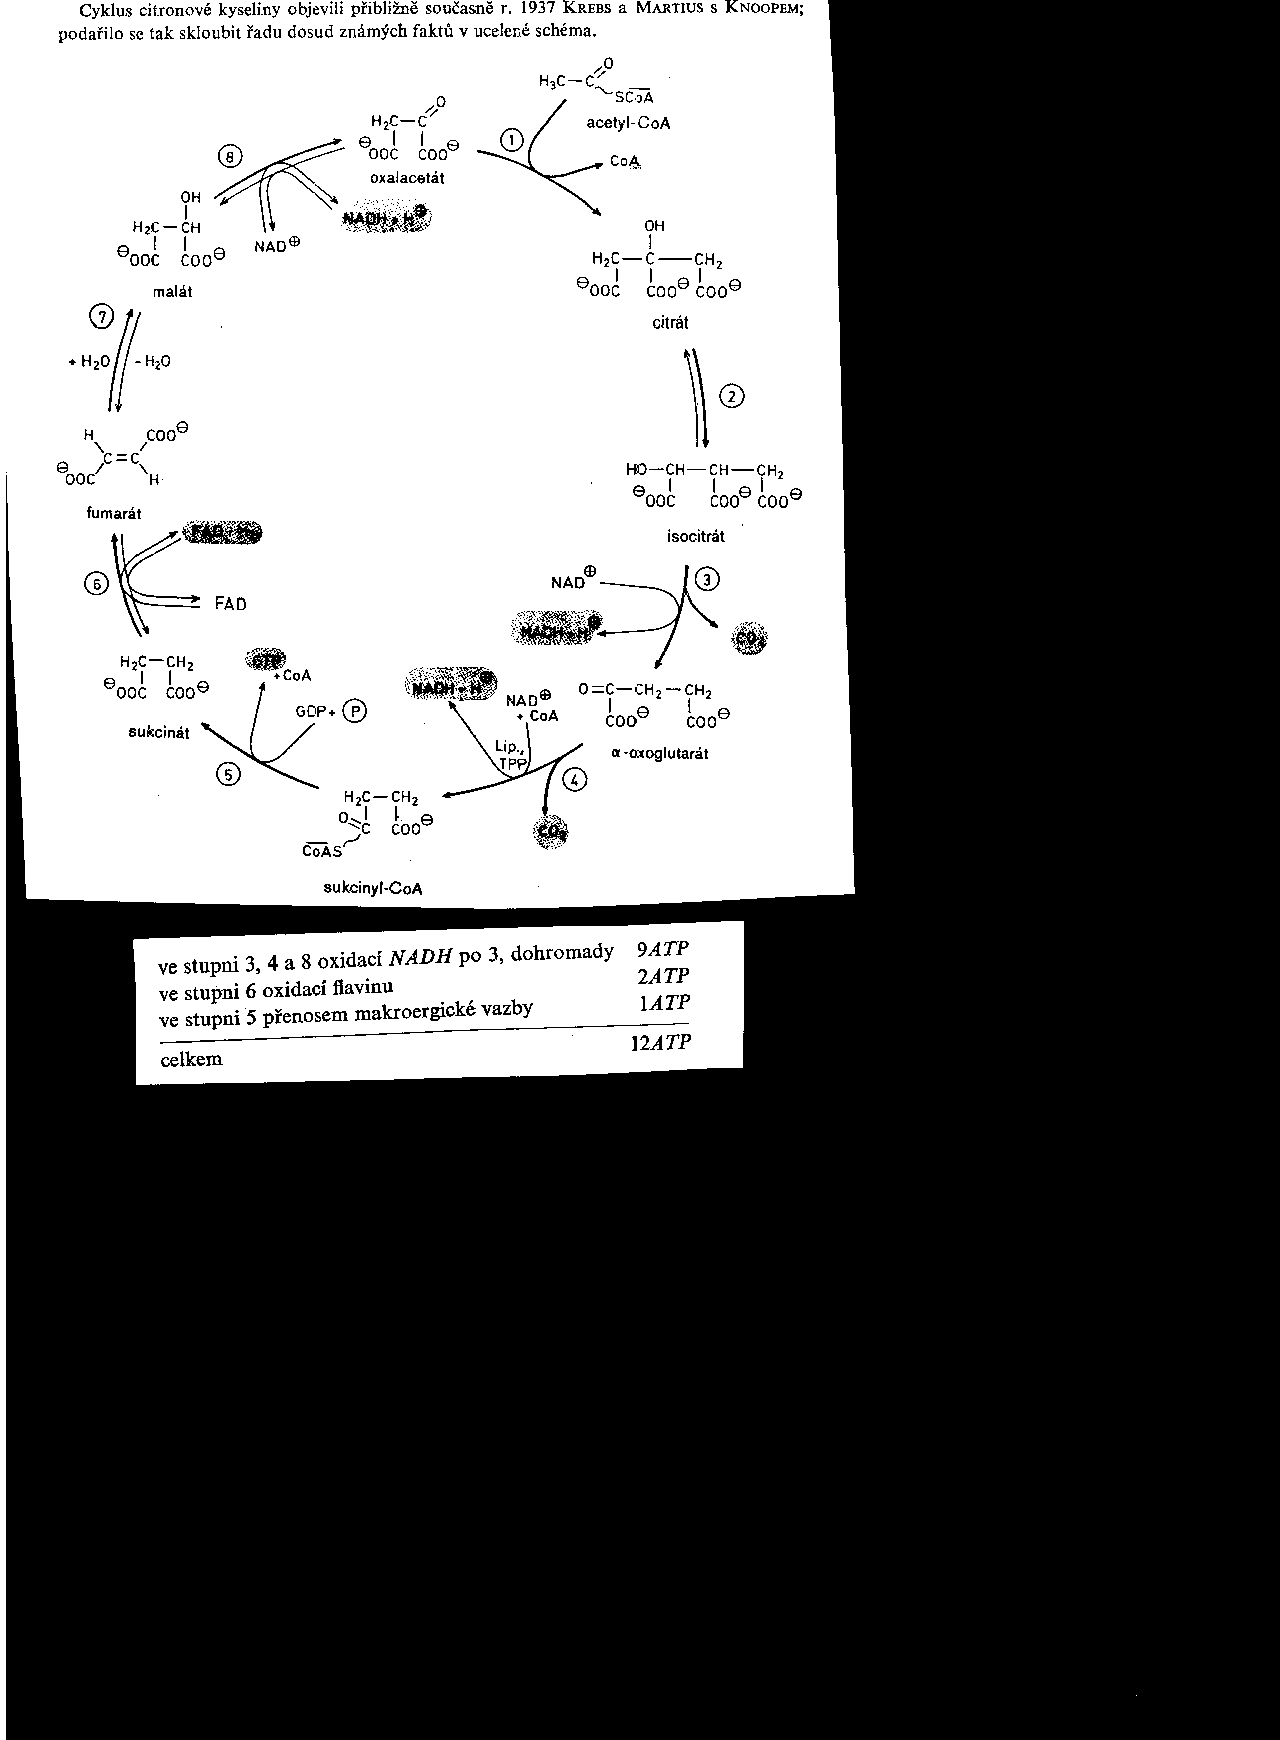 Cyklus citronové kyseliny objevili přibližně současně r. 1937 KREBS a MARTIUS s KNOOPEM;
podařilo se tak skloubit řadu dosud známých faktů v ucelené schéma.
H₃C—C
O
SCoA
acetyl-CoA
①
CoA
O
H₂C—C
⊖OOC COO⊖
oxalacetát
⑧
NADH + H⊕
NAD⊕
OH
H₂C—CH
⊖OOC COO⊖
malát
OH
H₂C—C—CH₂
⊖OOC COO⊖ COO⊖
citrát
⑦
+ H₂O
- H₂O
②
H COO⊖
C=C
⊖OOC H
fumarát
HO—CH—CH—CH₂
⊖OOC COO⊖ COO⊖
isocitrát
⑥
FAD
NAD⊕
③
NADH + H⊕
CO₂
H₂C—CH₂
⊖OOC COO⊖
sukcinát
GTP
+CoA
GDP+ Ⓟ
⑤
NADH + H⊕
NAD⊕
+ CoA
Lip.,
TPP
O=C—CH₂—CH₂
COO⊖ COO⊖
α-oxoglutarát
④
CO₂
H₂C—CH₂
O C COO⊖
CoAS
sukcinyl-CoA
ve stupni 3, 4 a 8 oxidací NADH po 3, dohromady 9ATP
ve stupni 6 oxidací flavinu 2ATP
ve stupni 5 přenosem makroergické vazby 1ATP
celkem 12ATP